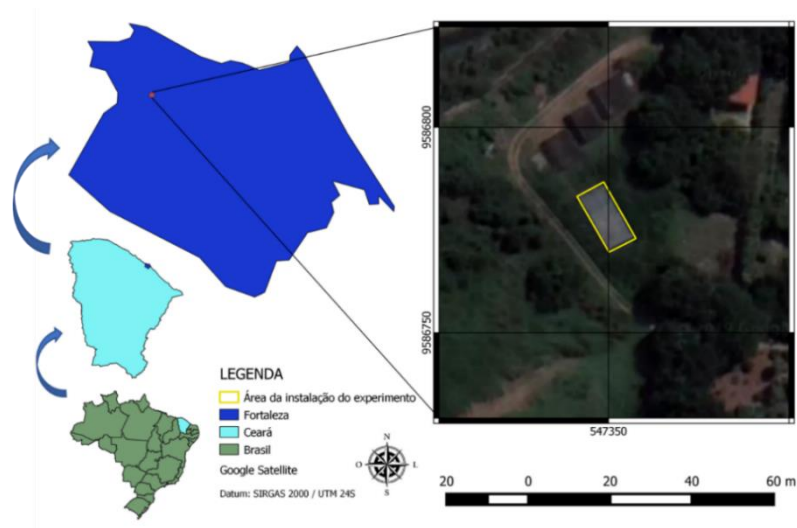 9586800
9586750
547350
LEGENDA
Área da instalação do experimento
Fortaleza
Ceará
Brasil
Google Satellite
Datum: SIRGAS 2000 / UTM 24S
N
O
L
S
20 0 20 40 60 m